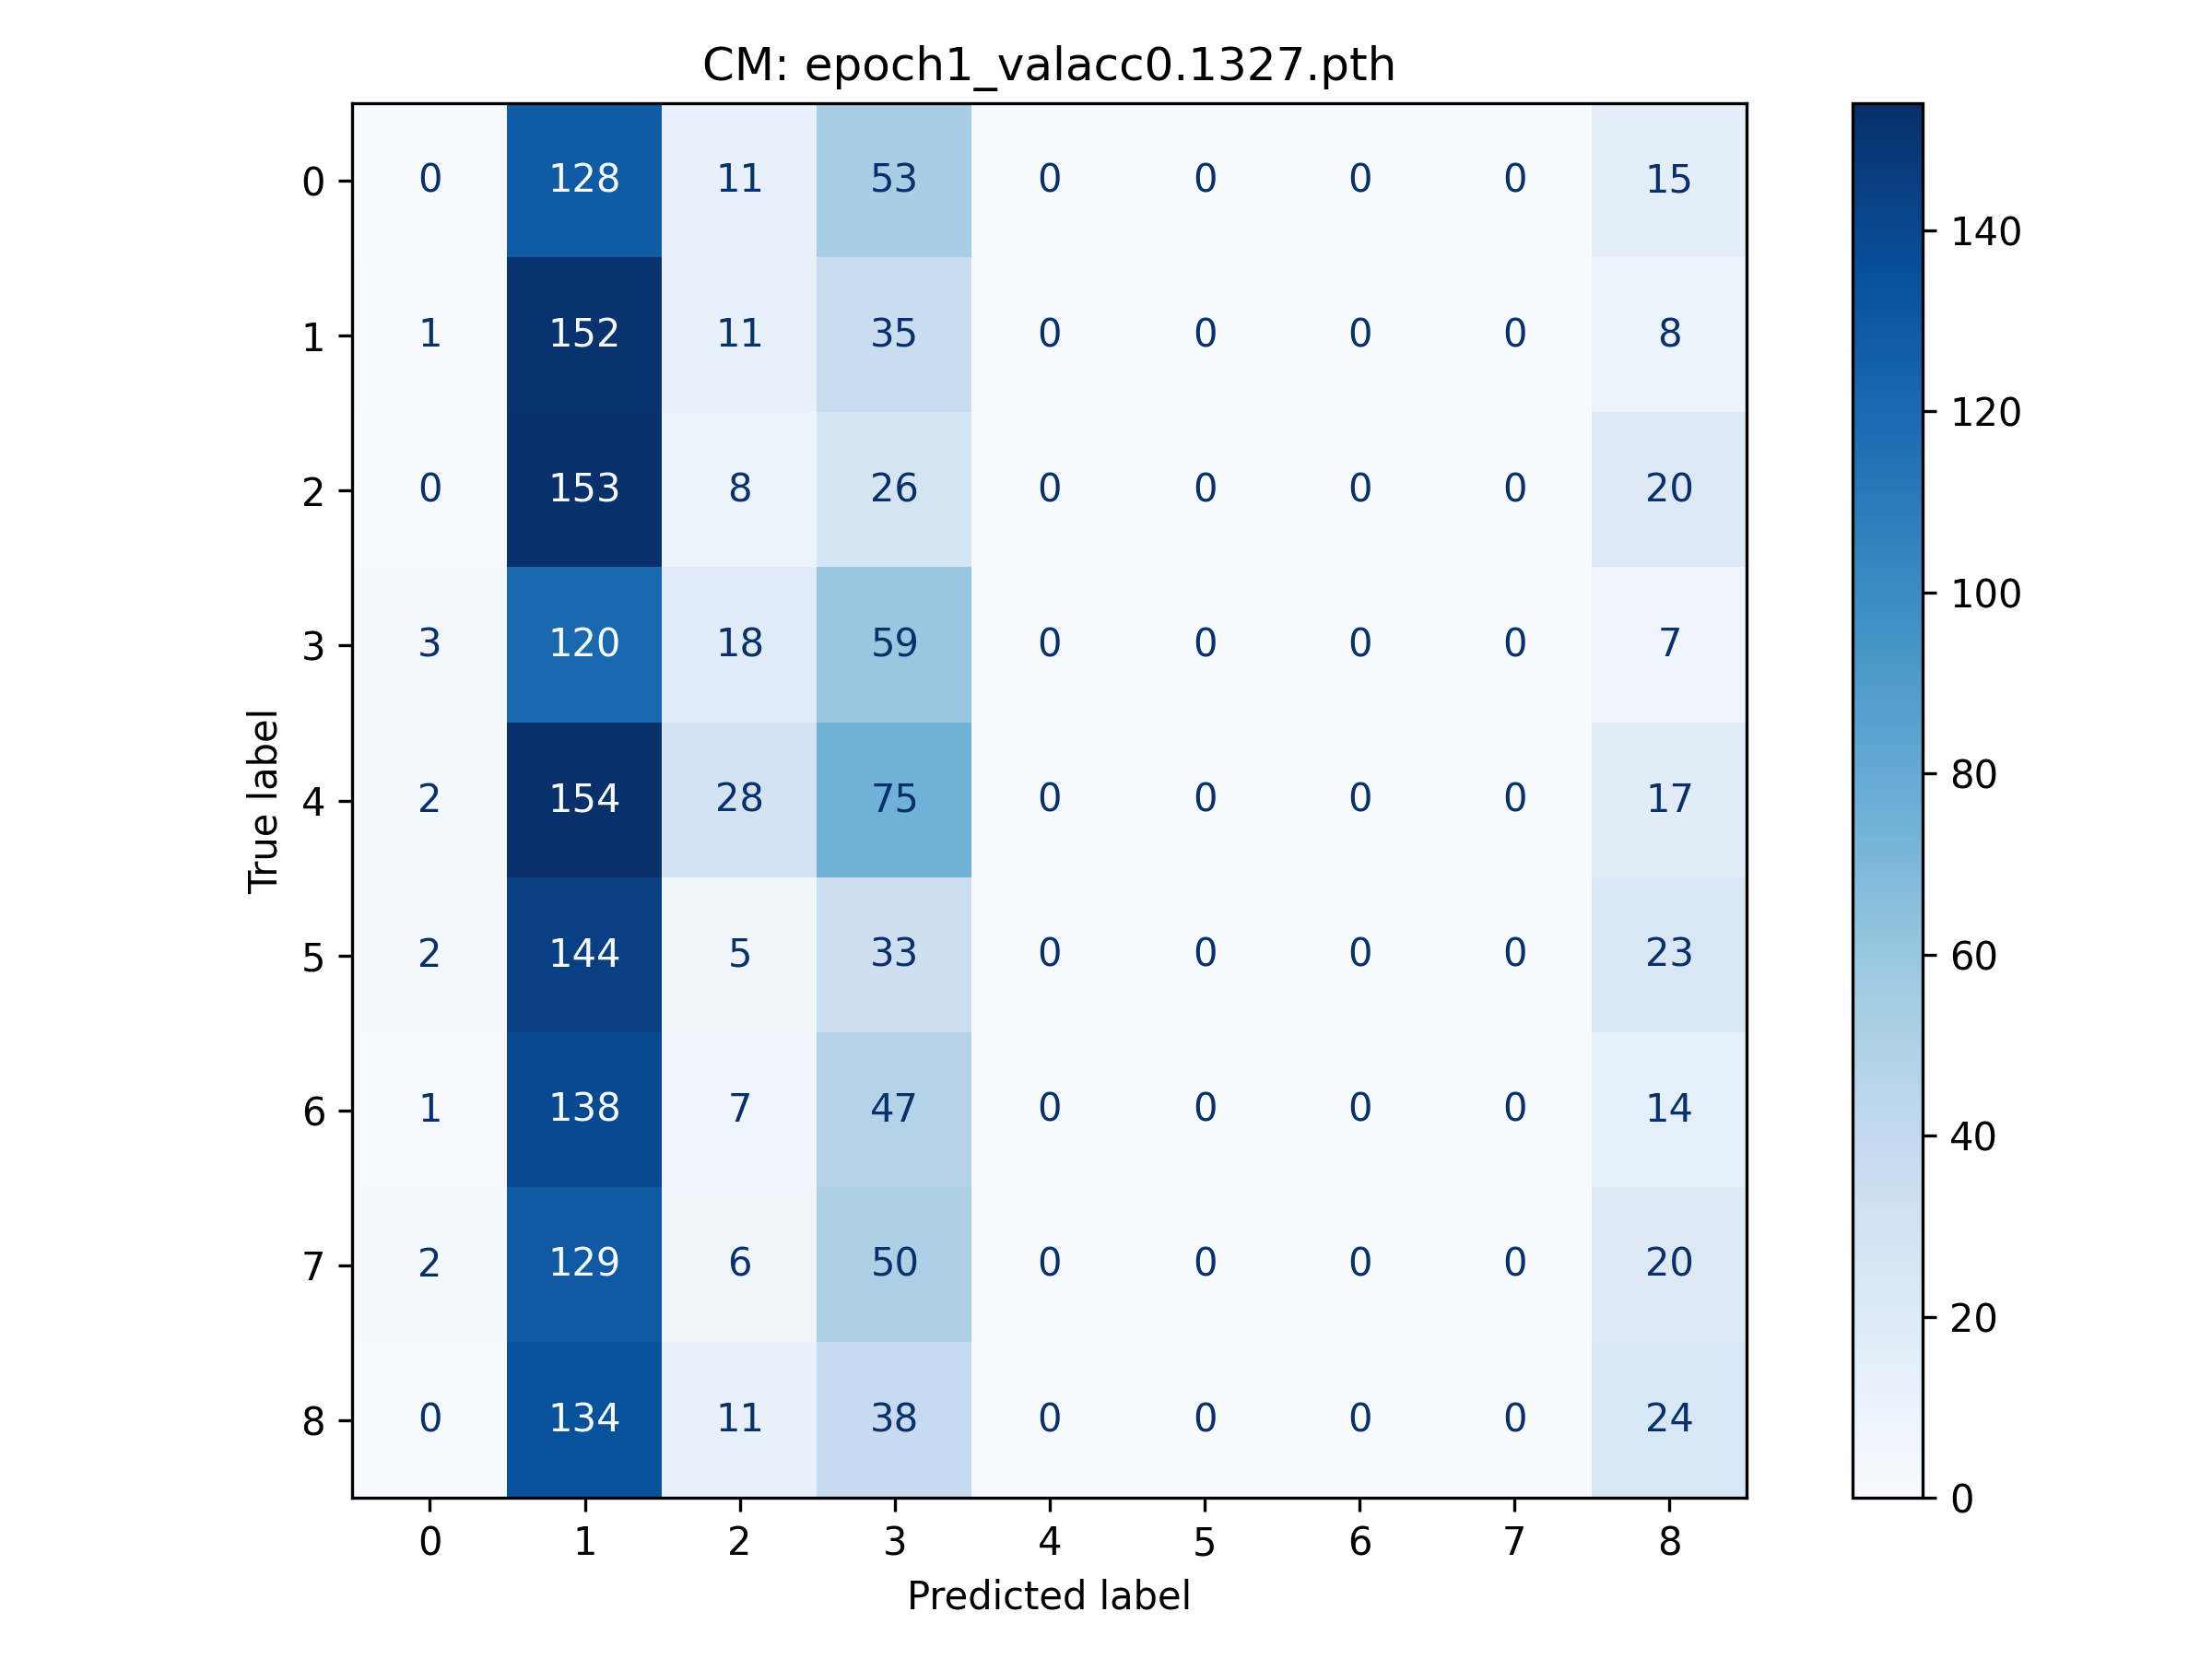 CM: epoch1_valacc0.1327.pth
0 0 128 11 53 0 0 0 0 15
1 1 152 11 35 0 0 0 0 8
2 0 153 8 26 0 0 0 0 20
3 3 120 18 59 0 0 0 0 7
4 2 154 28 75 0 0 0 0 17
5 2 144 5 33 0 0 0 0 23
6 1 138 7 47 0 0 0 0 14
7 2 129 6 50 0 0 0 0 20
8 0 134 11 38 0 0 0 0 24
0 1 2 3 4 5 6 7 8
Predicted label
True label
140
120
100
80
60
40
20
0